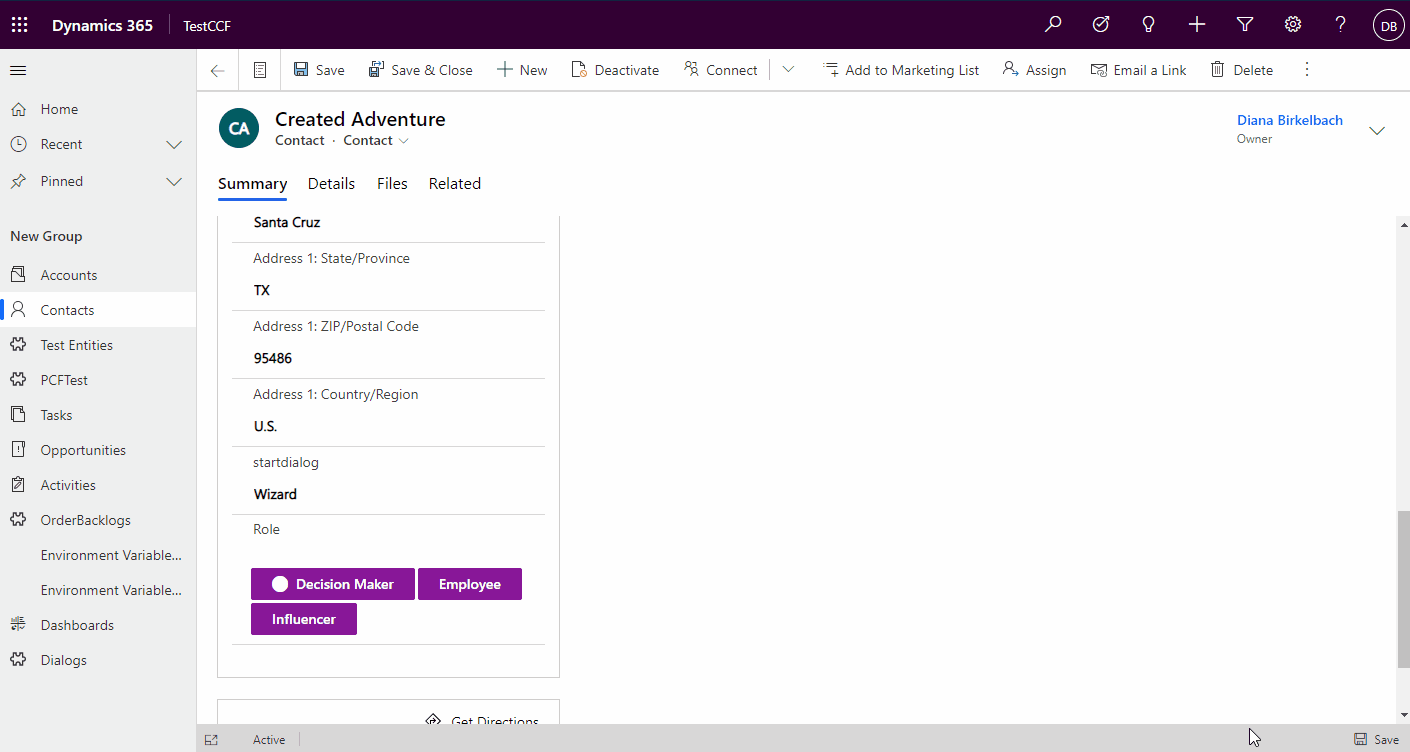 Dynamics 365 TestCCF DB
Save Save & Close New Deactivate Connect Add to Marketing List Assign Email a Link Delete
Home
Recent
Pinned
New Group
Accounts
Contacts
Test Entities
PCFTest
Tasks
Opportunities
Activities
OrderBacklogs
Environment Variable...
Environment Variable...
Dashboards
Dialogs
CA
Created Adventure
Contact · Contact
Diana Birkelbach
Owner
Summary Details Files Related
Santa Cruz
Address 1: State/Province
TX
Address 1: ZIP/Postal Code
95486
Address 1: Country/Region
U.S.
startdialog
Wizard
Role
Decision Maker Employee
Influencer
Get Directions
Active Save